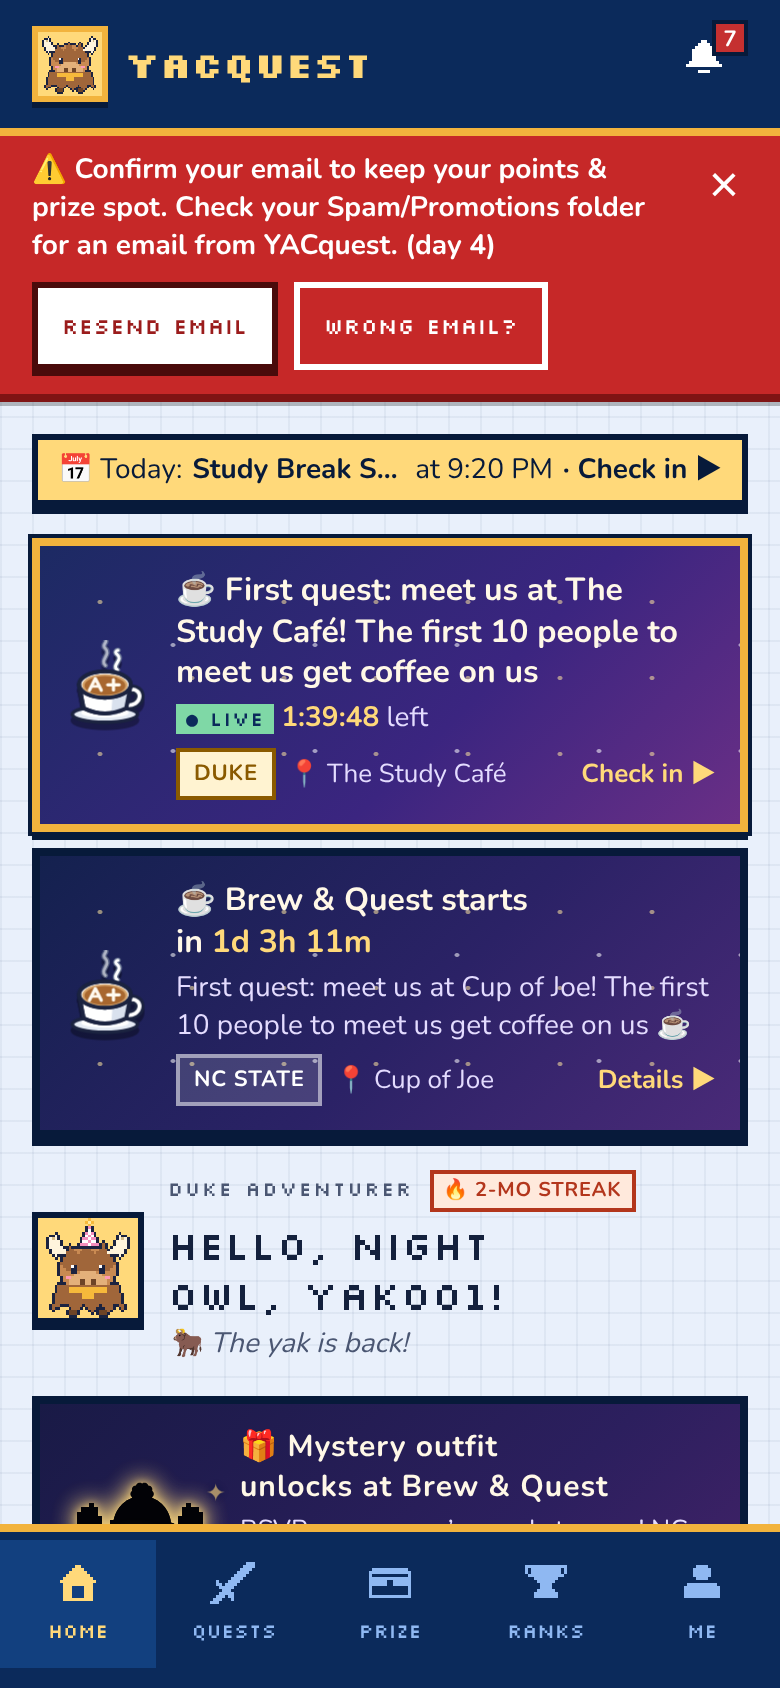 YACQUEST
7
⚠️ Confirm your email to keep your points &
prize spot. Check your Spam/Promotions folder
for an email from YACquest. (day 4)
✕
RESEND EMAIL
WRONG EMAIL?
📅 Today: Study Break S... at 9:20 PM · Check in ▶
☕ First quest: meet us at The
Study Café! The first 10 people to
meet us get coffee on us
A+
● LIVE 1:39:48 left
DUKE 📍 The Study Café Check in ▶
☕ Brew & Quest starts
in 1d 3h 11m
A+
First quest: meet us at Cup of Joe! The first
10 people to meet us get coffee on us ☕
NC STATE 📍 Cup of Joe Details ▶
DUKE ADVENTURER 🔥 2-MO STREAK
HELLO, NIGHT
OWL, YAK001!
🐂 The yak is back!
🎁 Mystery outfit
unlocks at Brew & Quest
HOME
QUESTS
PRIZE
RANKS
ME